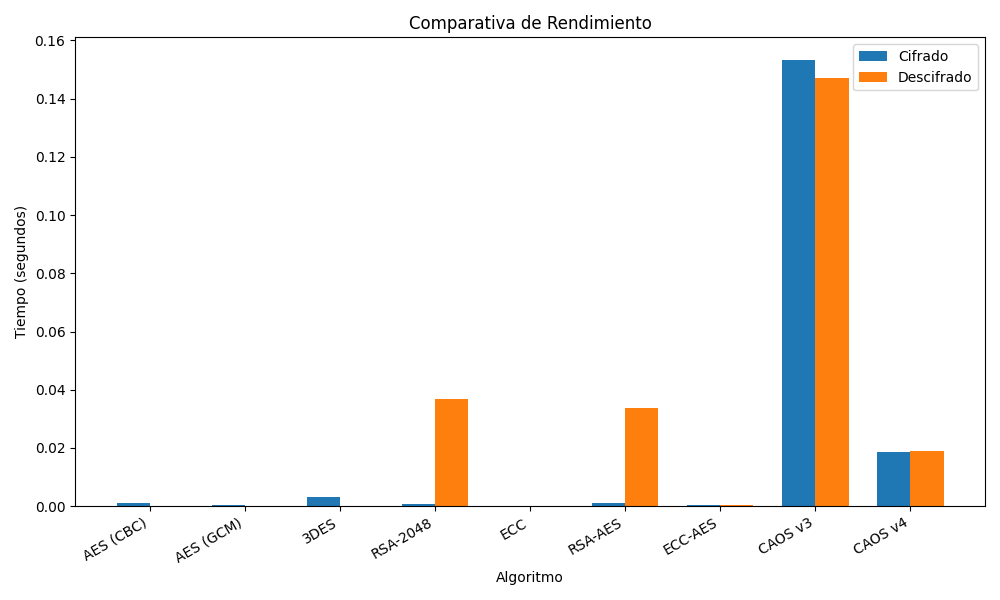 Comparativa de Rendimiento
Cifrado
Descifrado
Tiempo (segundos)
0.16
0.14
0.12
0.10
0.08
0.06
0.04
0.02
0.00
AES (CBC)
AES (GCM)
3DES
RSA-2048
ECC
RSA-AES
ECC-AES
CAOS v3
CAOS v4
Algoritmo